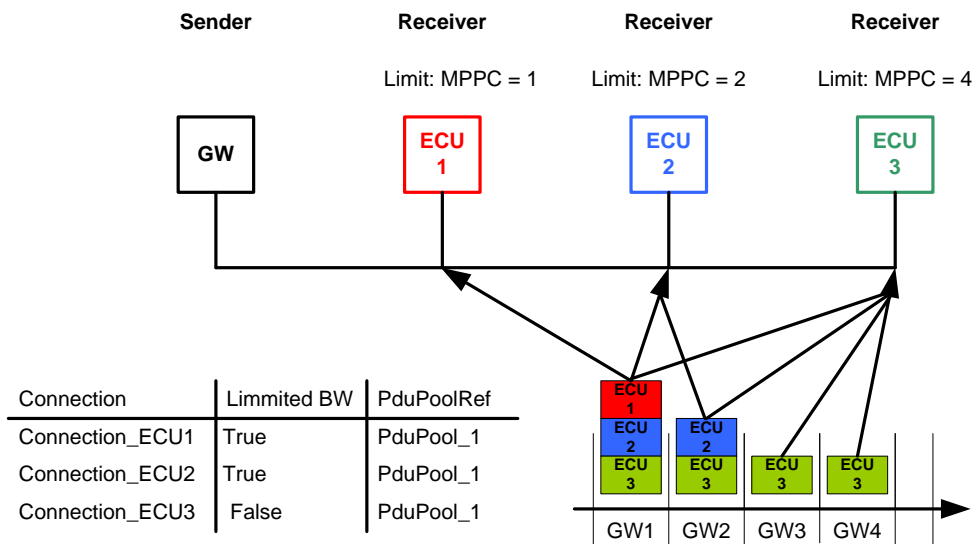 Sender Receiver Receiver Receiver
Limit: MPPC = 1 Limit: MPPC = 2 Limit: MPPC = 4
GW
ECU
1
ECU
2
ECU
3
Connection Limmited BW PduPoolRef
Connection_ECU1 True PduPool_1
Connection_ECU2 True PduPool_1
Connection_ECU3 False PduPool_1
ECU
1
ECU
2
ECU
2
ECU
3
ECU
3
ECU
3
ECU
3
GW1 GW2 GW3 GW4